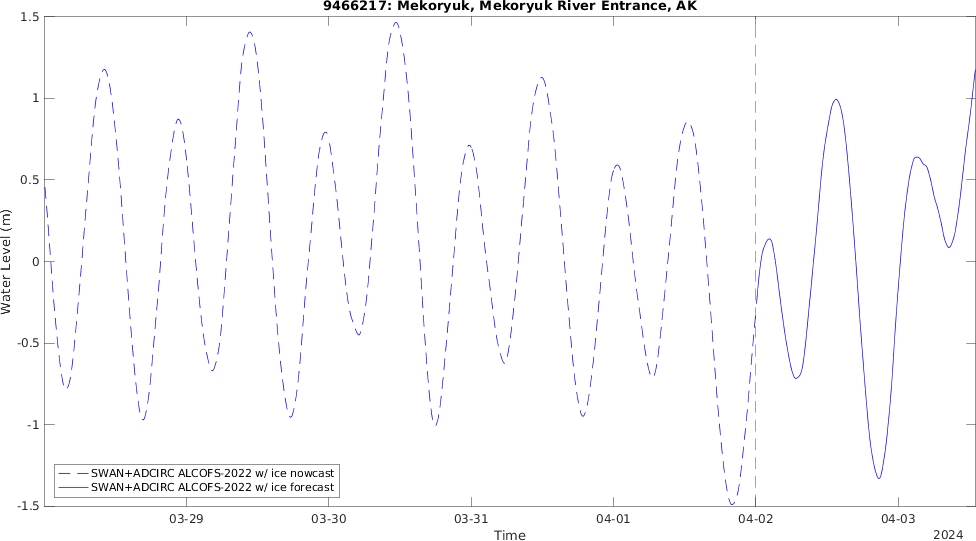 9466217: Mekoryuk, Mekoryuk River Entrance, AK
1.5
1
0.5
0
-0.5
-1
-1.5
Water Level (m)
SWAN+ADCIRC ALCOFS-2022 w/ ice nowcast
SWAN+ADCIRC ALCOFS-2022 w/ ice forecast
03-29
03-30
03-31
04-01
04-02
04-03
Time
2024